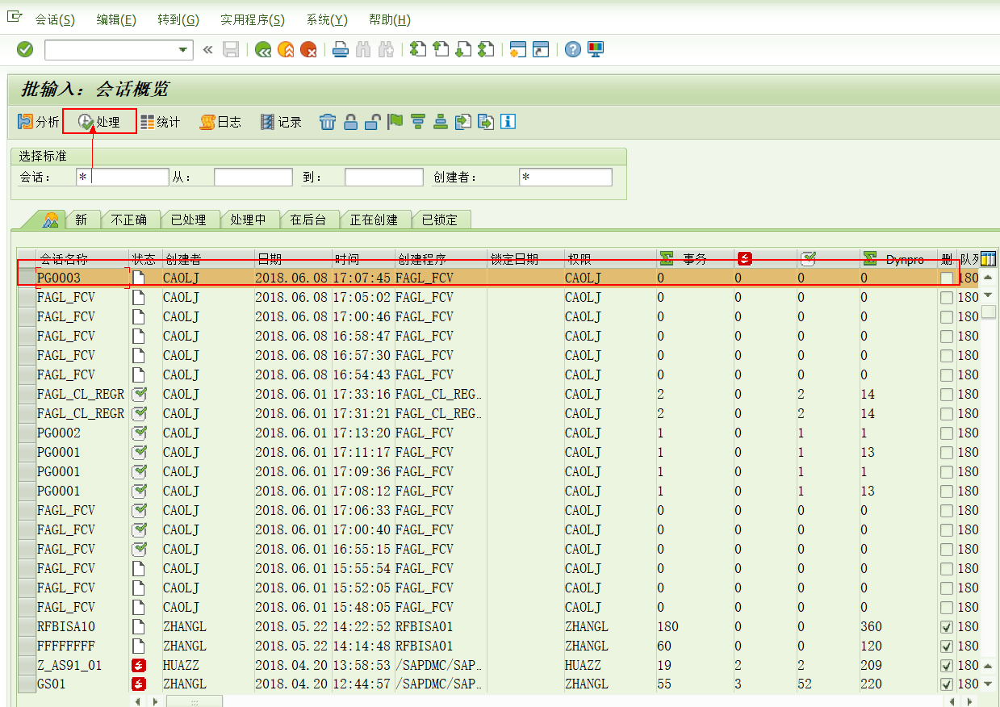 会话(S) 编辑(E) 转到(G) 实用程序(S) 系统(Y) 帮助(H)
批输入：会话概览
分析 处理 统计 日志 记录
选择标准
会话： * 从： 到： 创建者： *
新 不正确 已处理 处理中 在后台 正在创建 已锁定
会话名称 状态 创建者 日期 时间 创建程序 锁定日期 权限 事务 Dynpro 删 队列
PG0003 CAOLJ 2018.06.08 17:07:45 FAGL_FCV CAOLJ 0 0 0 0 180
FAGL_FCV CAOLJ 2018.06.08 17:05:02 FAGL_FCV CAOLJ 0 0 0 0 180
FAGL_FCV CAOLJ 2018.06.08 17:00:46 FAGL_FCV CAOLJ 0 0 0 0 180
FAGL_FCV CAOLJ 2018.06.08 16:58:47 FAGL_FCV CAOLJ 0 0 0 0 180
FAGL_FCV CAOLJ 2018.06.08 16:57:30 FAGL_FCV CAOLJ 0 0 0 0 180
FAGL_FCV CAOLJ 2018.06.08 16:54:43 FAGL_FCV CAOLJ 0 0 0 0 180
FAGL_CL_REGR CAOLJ 2018.06.01 17:33:16 FAGL_CL_REG… CAOLJ 2 0 2 14 180
FAGL_CL_REGR CAOLJ 2018.06.01 17:31:21 FAGL_CL_REG… CAOLJ 2 0 2 14 180
PG0002 CAOLJ 2018.06.01 17:13:20 FAGL_FCV CAOLJ 1 0 1 1 180
PG0001 CAOLJ 2018.06.01 17:11:17 FAGL_FCV CAOLJ 1 0 1 13 180
PG0001 CAOLJ 2018.06.01 17:09:36 FAGL_FCV CAOLJ 1 0 1 1 180
PG0001 CAOLJ 2018.06.01 17:08:12 FAGL_FCV CAOLJ 1 0 1 13 180
FAGL_FCV CAOLJ 2018.06.01 17:06:33 FAGL_FCV CAOLJ 0 0 0 0 180
FAGL_FCV CAOLJ 2018.06.01 17:00:40 FAGL_FCV CAOLJ 0 0 0 0 180
FAGL_FCV CAOLJ 2018.06.01 16:55:15 FAGL_FCV CAOLJ 0 0 0 0 180
FAGL_FCV CAOLJ 2018.06.01 15:55:54 FAGL_FCV CAOLJ 0 0 0 0 180
FAGL_FCV CAOLJ 2018.06.01 15:52:05 FAGL_FCV CAOLJ 0 0 0 0 180
FAGL_FCV CAOLJ 2018.06.01 15:48:05 FAGL_FCV CAOLJ 0 0 0 0 180
RFBISA10 ZHANGL 2018.05.22 14:22:52 RFBISA01 ZHANGL 180 0 0 360 180
FFFFFFFF ZHANGL 2018.05.22 14:14:48 RFBISA01 ZHANGL 60 0 0 120 180
Z_AS91_01 HUAZZ 2018.04.20 13:58:53 /SAPDMC/SAP… HUAZZ 19 2 2 209 180
GS01 ZHANGL 2018.04.20 12:44:57 /SAPDMC/SAP… ZHANGL 55 3 52 220 180